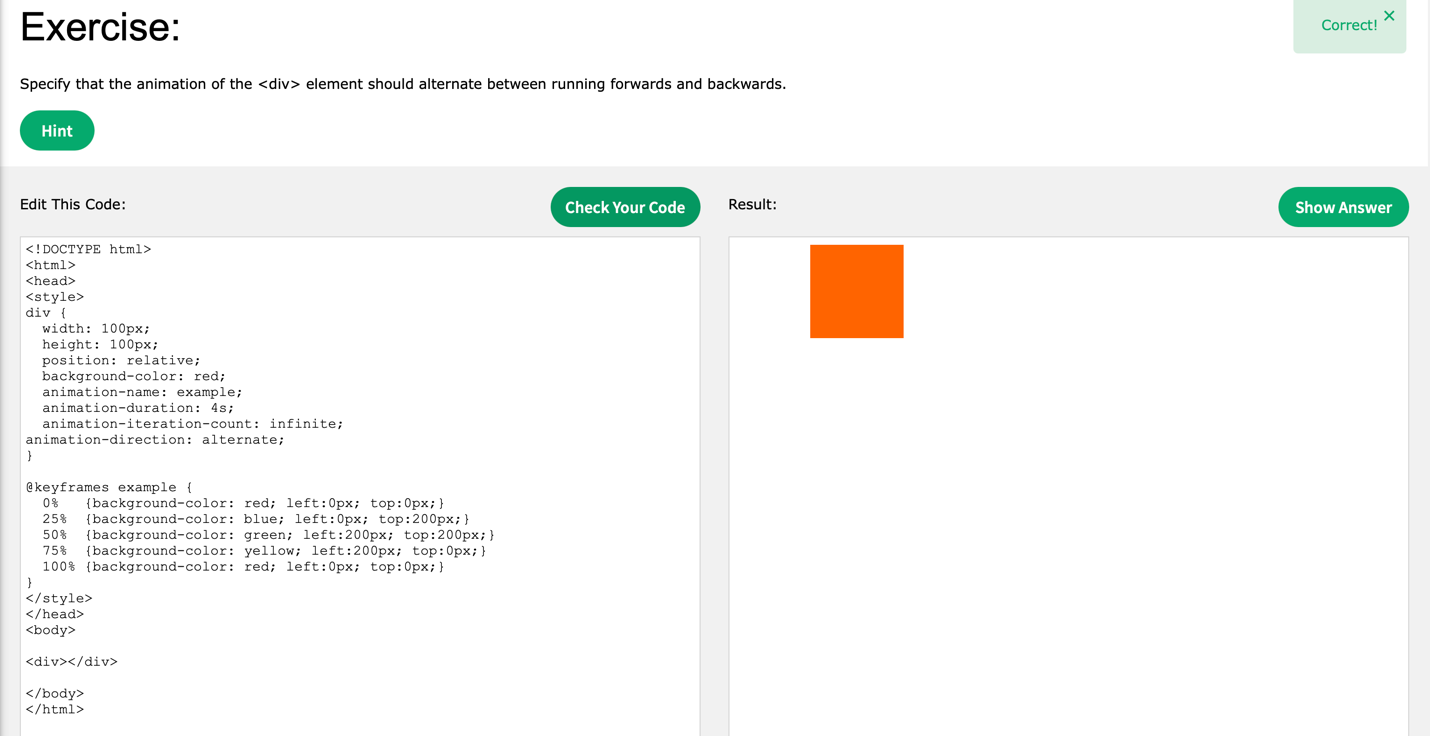 Exercise:
Correct! ×
Specify that the animation of the <div> element should alternate between running forwards and backwards.
Hint
Edit This Code:
Check Your Code
Result:
Show Answer
<!DOCTYPE html>
<html>
<head>
<style>
div {
  width: 100px;
  height: 100px;
  position: relative;
  background-color: red;
  animation-name: example;
  animation-duration: 4s;
  animation-iteration-count: infinite;
animation-direction: alternate;
}

@keyframes example {
  0%   {background-color: red; left:0px; top:0px;}
  25%  {background-color: blue; left:0px; top:200px;}
  50%  {background-color: green; left:200px; top:200px;}
  75%  {background-color: yellow; left:200px; top:0px;}
  100% {background-color: red; left:0px; top:0px;}
}
</style>
</head>
<body>

<div></div>

</body>
</html>